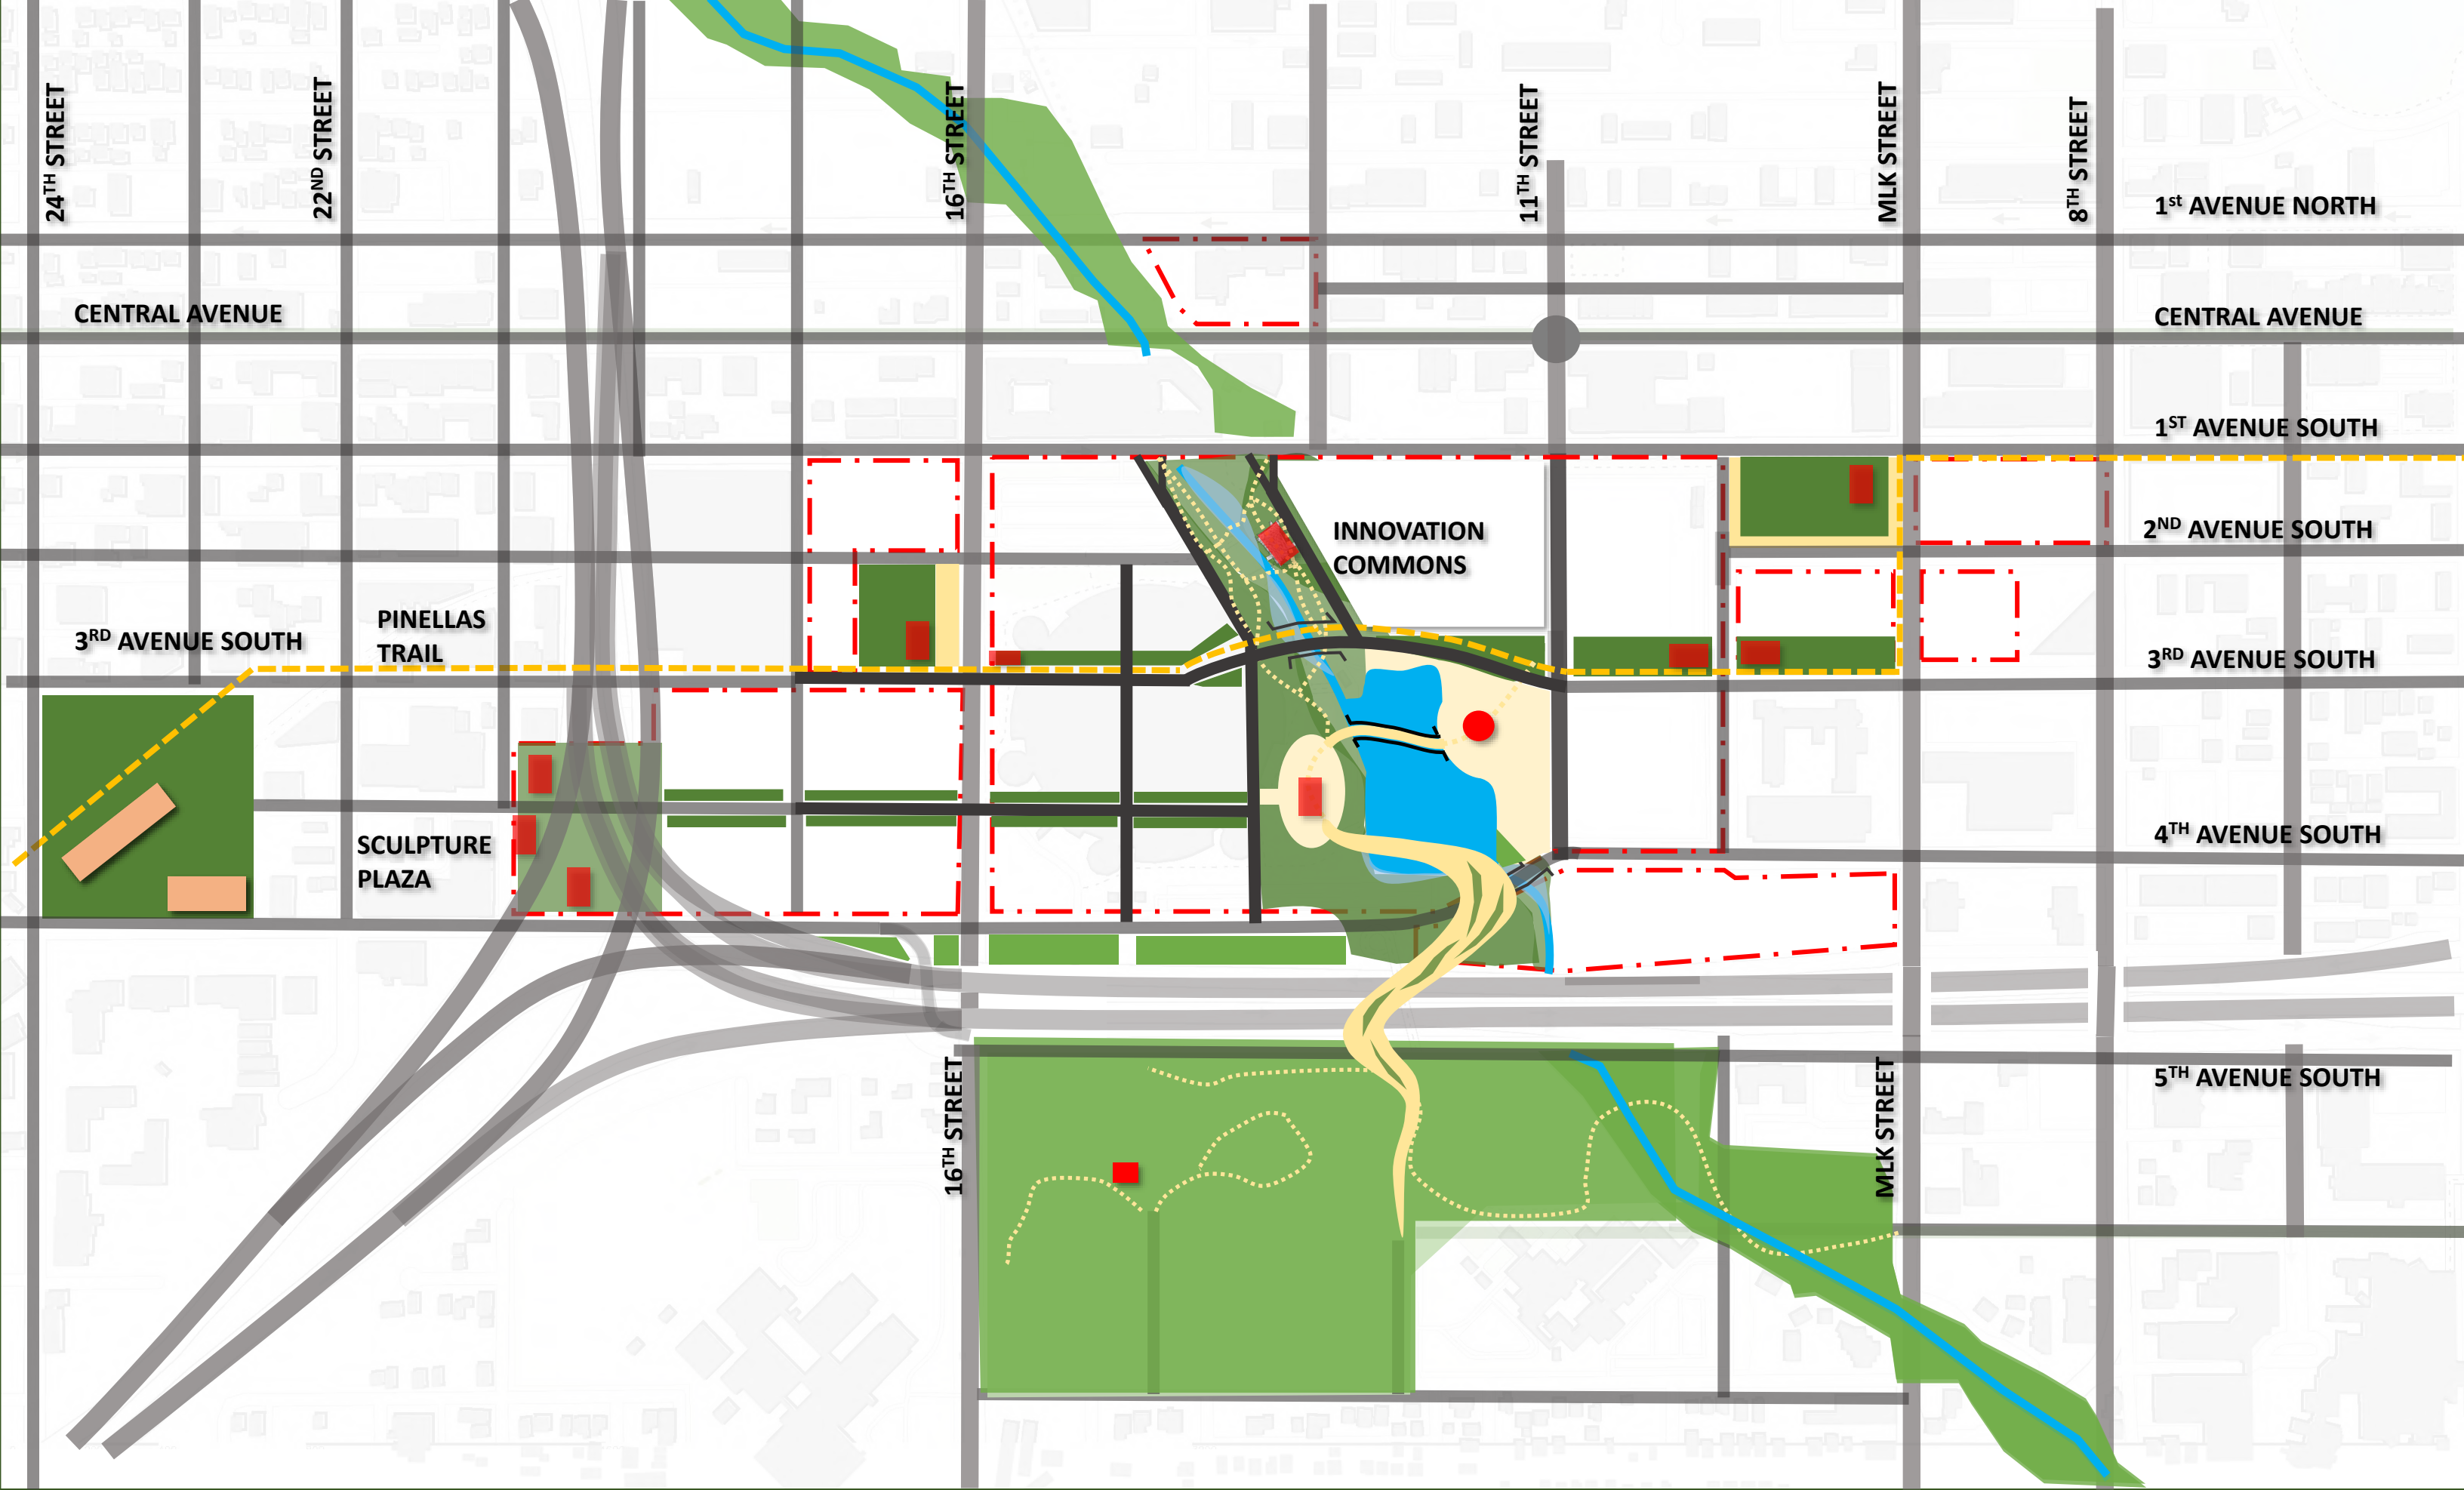 24TH STREET
22ND STREET
16TH STREET
11TH STREET
MLK STREET
8TH STREET
1st AVENUE NORTH
CENTRAL AVENUE
CENTRAL AVENUE
1ST AVENUE SOUTH
INNOVATION
COMMONS
2ND AVENUE SOUTH
PINELLAS
TRAIL
3RD AVENUE SOUTH
3RD AVENUE SOUTH
SCULPTURE
PLAZA
4TH AVENUE SOUTH
16TH STREET
MLK STREET
5TH AVENUE SOUTH